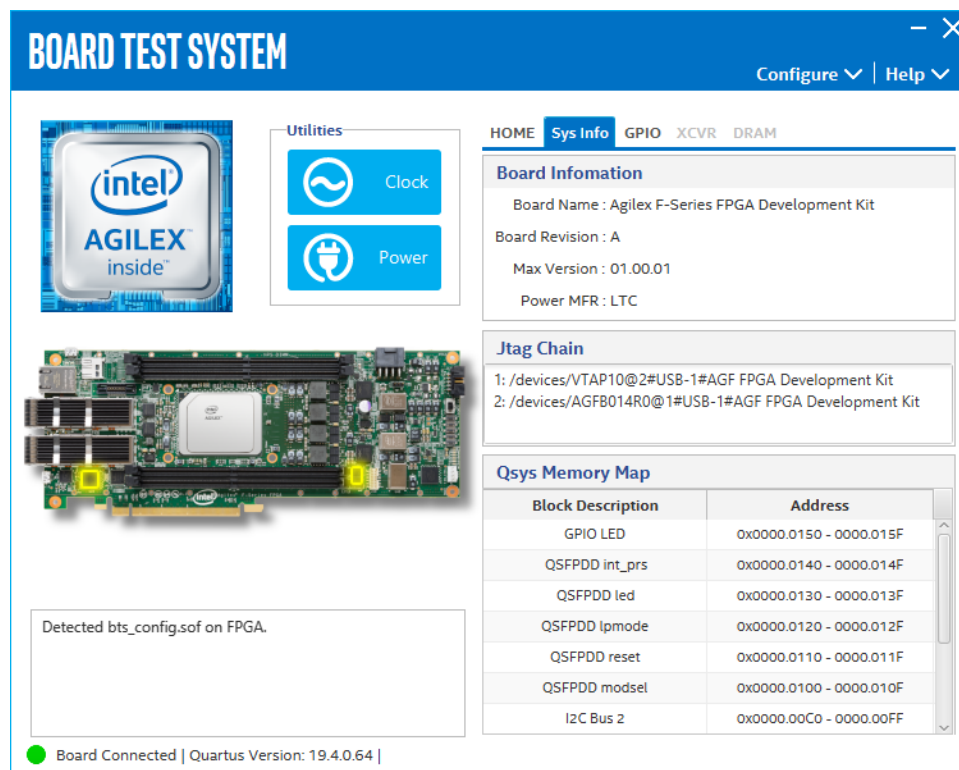 BOARD TEST SYSTEM
Configure
Help
intel
AGILEX™
inside™
Utilities
Clock
Power
HOME Sys Info GPIO XCVR DRAM
Board Infomation
Board Name : Agilex F-Series FPGA Development Kit
Board Revision : A
Max Version : 01.00.01
Power MFR : LTC
Jtag Chain
1: /devices/VTAP10@2#USB-1#AGF FPGA Development Kit
2: /devices/AGFB014R0@1#USB-1#AGF FPGA Development Kit
Qsys Memory Map
Block Description Address
GPIO LED 0x0000.0150 - 0000.015F
QSFPDD int_prs 0x0000.0140 - 0000.014F
QSFPDD led 0x0000.0130 - 0000.013F
QSFPDD lpmode 0x0000.0120 - 0000.012F
QSFPDD reset 0x0000.0110 - 0000.011F
QSFPDD modsel 0x0000.0100 - 0000.010F
I2C Bus 2 0x0000.00C0 - 0000.00FF
intel
Detected bts_config.sof on FPGA.
Board Connected | Quartus Version: 19.4.0.64 |